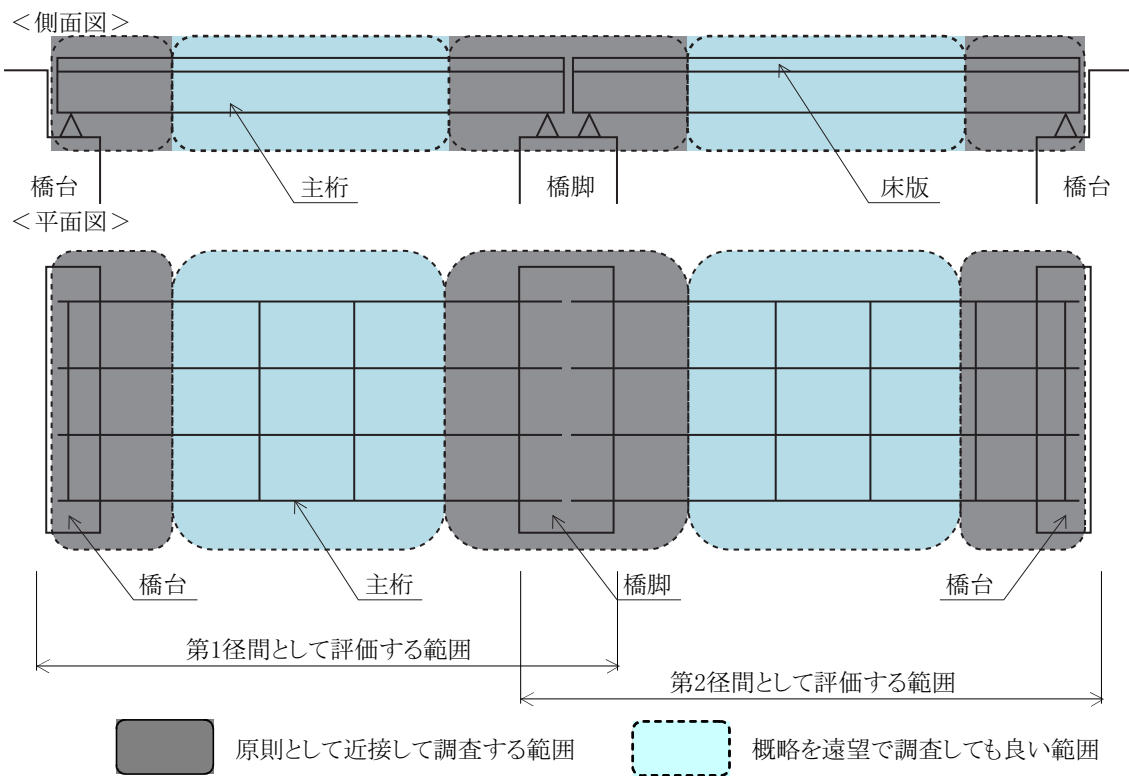 ＜側面図＞
橋台
主桁
橋脚
床版
橋台
＜平面図＞
橋台
主桁
橋脚
橋台
第1径間として評価する範囲
第2径間として評価する範囲
原則として近接して調査する範囲
概略を遠望で調査しても良い範囲